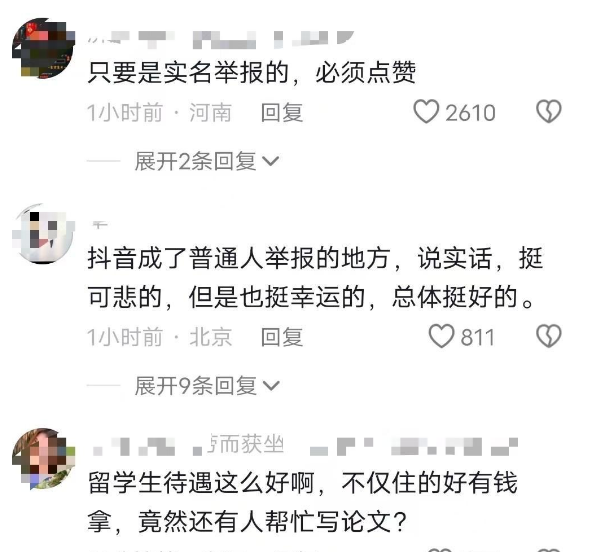 只要是实名举报的，必须点赞
1小时前 · 河南 回复 2610
展开2条回复
抖音成了普通人举报的地方，说实话，挺
可悲的，但是也挺幸运的，总体挺好的。
1小时前 · 北京 回复 811
展开9条回复
而获坐
留学生待遇这么好啊，不仅住的好有钱
拿，竟然还有人帮忙写论文？